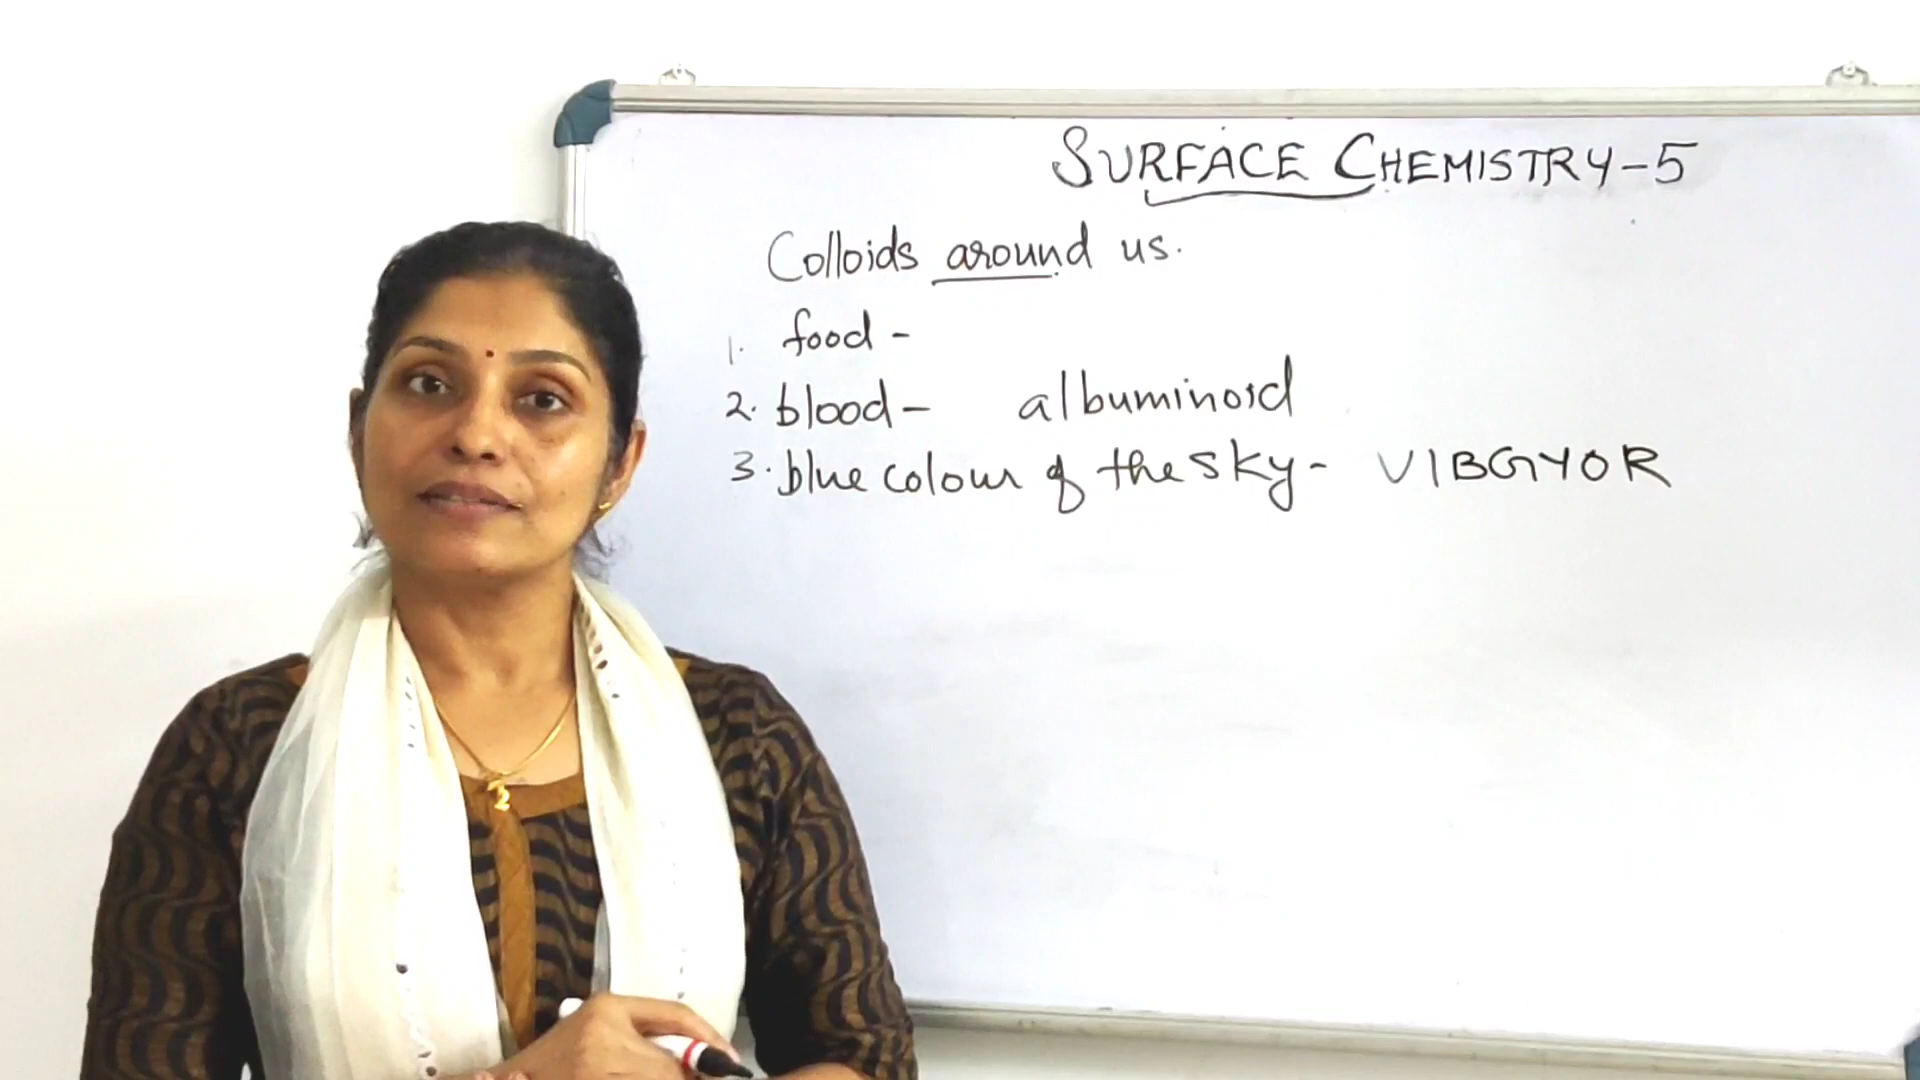 SURFACE CHEMISTRY-5
Colloids around us.
1. food -
2. blood - albuminoid
3. blue colour of the sky - VIBGYOR